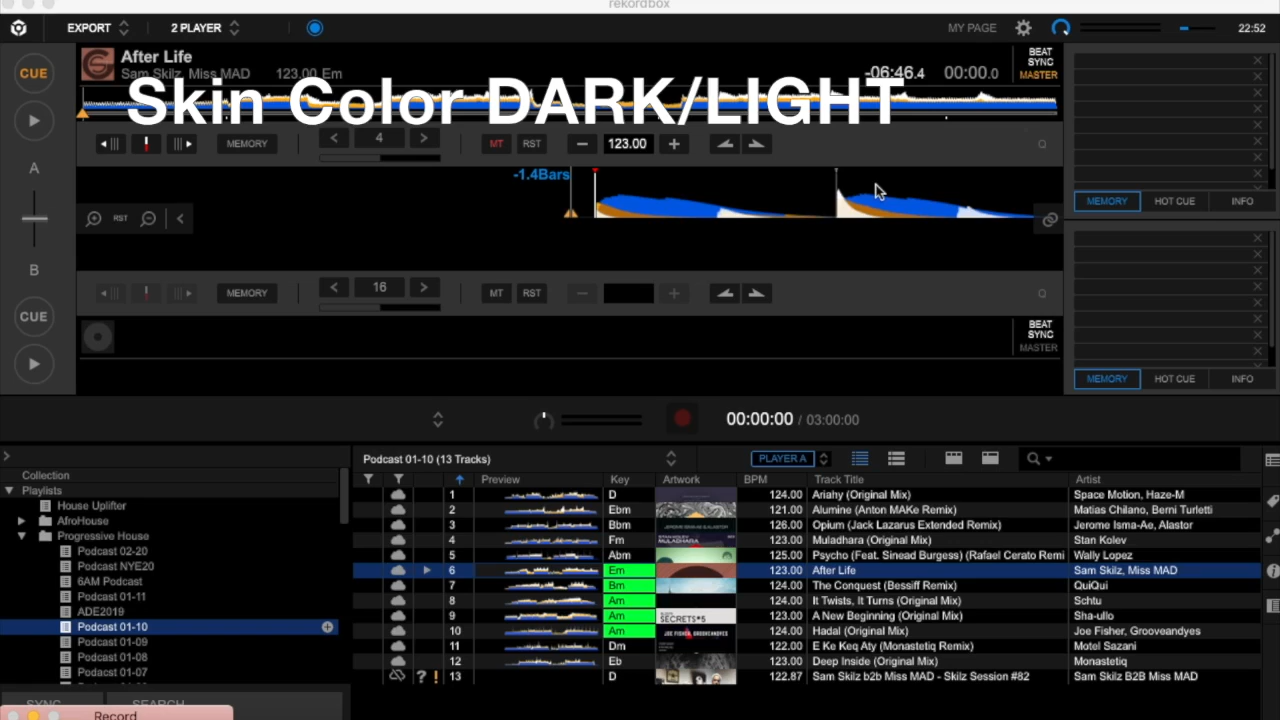 rekordbox
EXPORT 2 PLAYER MY PAGE 22:52
After Life
Sam Skilz, Miss MAD 123.00 Em
-06:46.4 00:00.0
BEAT SYNC MASTER
Skin Color DARK/LIGHT
CUE
MEMORY < 4 > MT RST − 123.00 + Q
A
-1.4Bars
RST <
MEMORY HOT CUE INFO
B
MEMORY < 16 > MT RST − + Q
CUE
BEAT SYNC MASTER
MEMORY HOT CUE INFO
00:00:00 / 03:00:00
Podcast 01-10 (13 Tracks) PLAYER A
Collection
Playlists
House Uplifter
AfroHouse
Progressive House
Podcast 02-20
Podcast NYE20
6AM Podcast
Podcast 01-11
ADE2019
Podcast 01-10
Podcast 01-09
Podcast 01-08
Podacast 01-07
SYNC SEARCH
Record
Preview Key Artwork BPM Track Title Artist
1 D 124.00 Ariahy (Original Mix) Space Motion, Haze-M
2 Ebm 121.00 Alumine (Anton MAKe Remix) Matias Chilano, Berni Turletti
3 Bbm 126.00 Opium (Jack Lazarus Extended Remix) Jerome Isma-Ae, Alastor
4 Fm 123.00 Muladhara (Original Mix) Stan Kolev
5 Abm 125.00 Psycho (Feat. Sinead Burgess) (Rafael Cerato Remi Wally Lopez
6 Em 123.00 After Life Sam Skilz, Miss MAD
7 Bm 124.00 The Conquest (Bessiff Remix) QuiQui
8 Am 124.00 It Twists, It Turns (Original Mix) Schtu
9 Am SECRETS#5 123.00 A New Beginning (Original Mix) Sha-ullo
10 Am JOE FISHER, GROOVEANDYES 124.00 Hadal (Original Mix) Joe Fisher, Grooveandyes
11 Dm 122.00 E Ke Keq Aty (Monastetiq Remix) Motel Sazani
12 Eb 123.00 Deep Inside (Original Mix) Monastetiq
? ! 13 D 122.87 Sam Skilz b2b Miss MAD - Skilz Session #82 Sam Skilz B2B Miss MAD